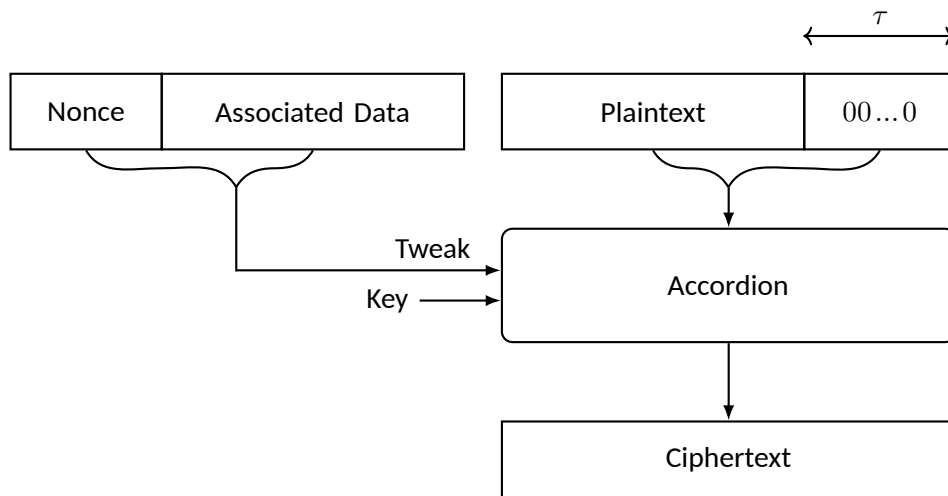 τ
Nonce Associated Data Plaintext 00...0
Tweak
Accordion
Key
Ciphertext